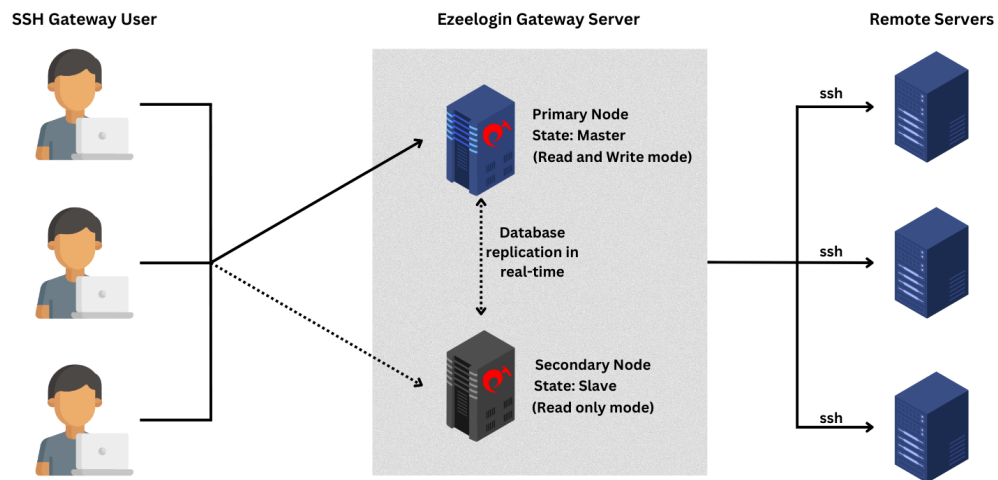 SSH Gateway User
Ezeelogin Gateway Server
Remote Servers
Primary Node
State: Master
(Read and Write mode)
Database
replication in
real-time
Secondary Node
State: Slave
(Read only mode)
ssh
ssh
ssh